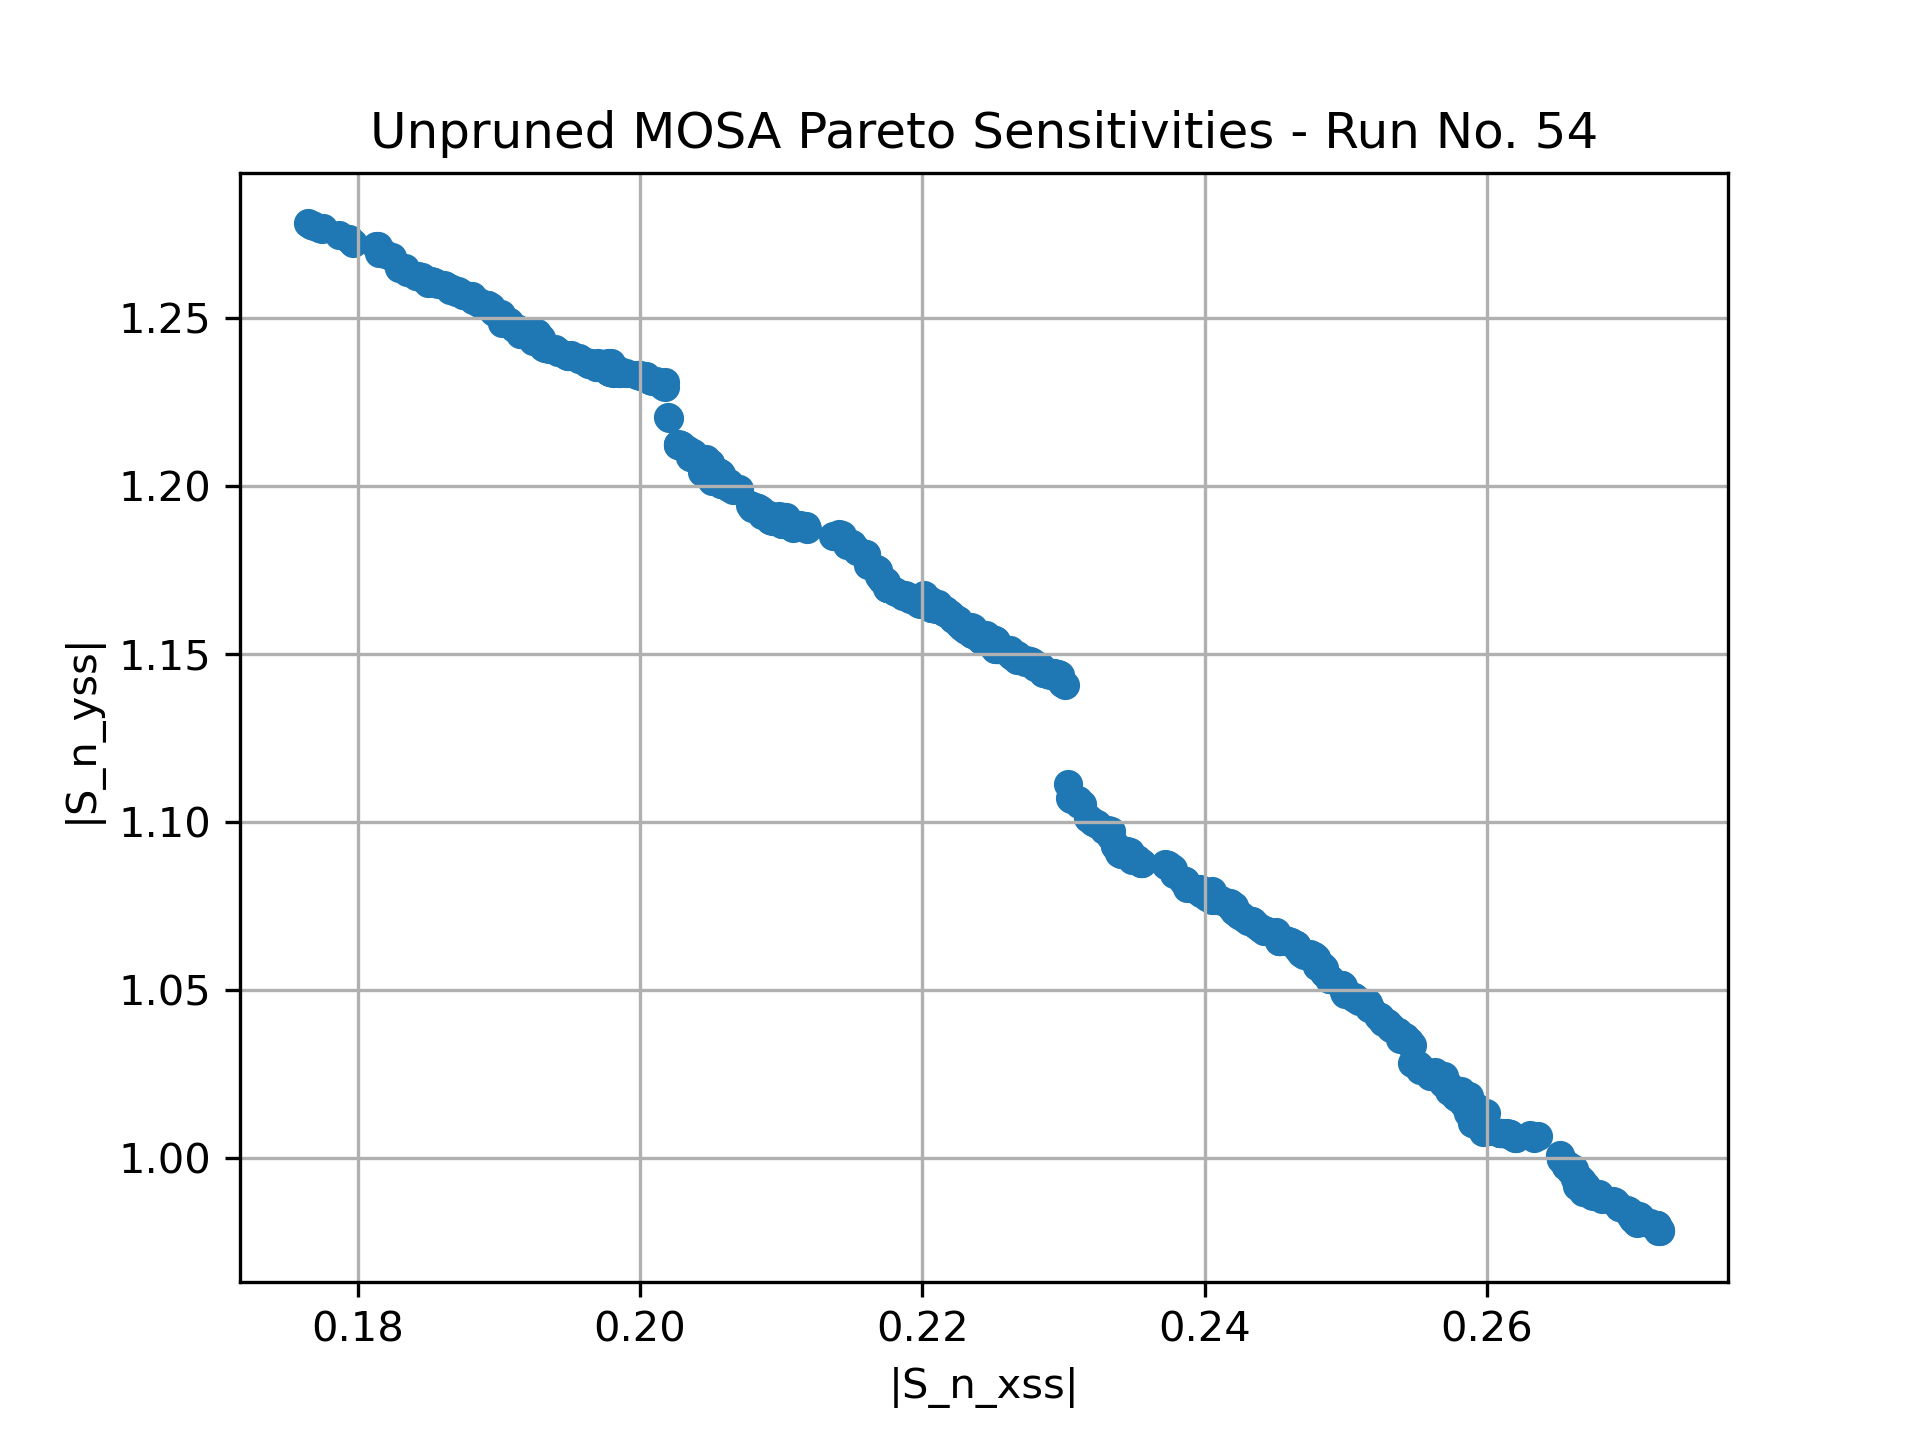 Unpruned MOSA Pareto Sensitivities - Run No. 54
|S_n_yss|
1.25
1.20
1.15
1.10
1.05
1.00
0.18 0.20 0.22 0.24 0.26
|S_n_xss|